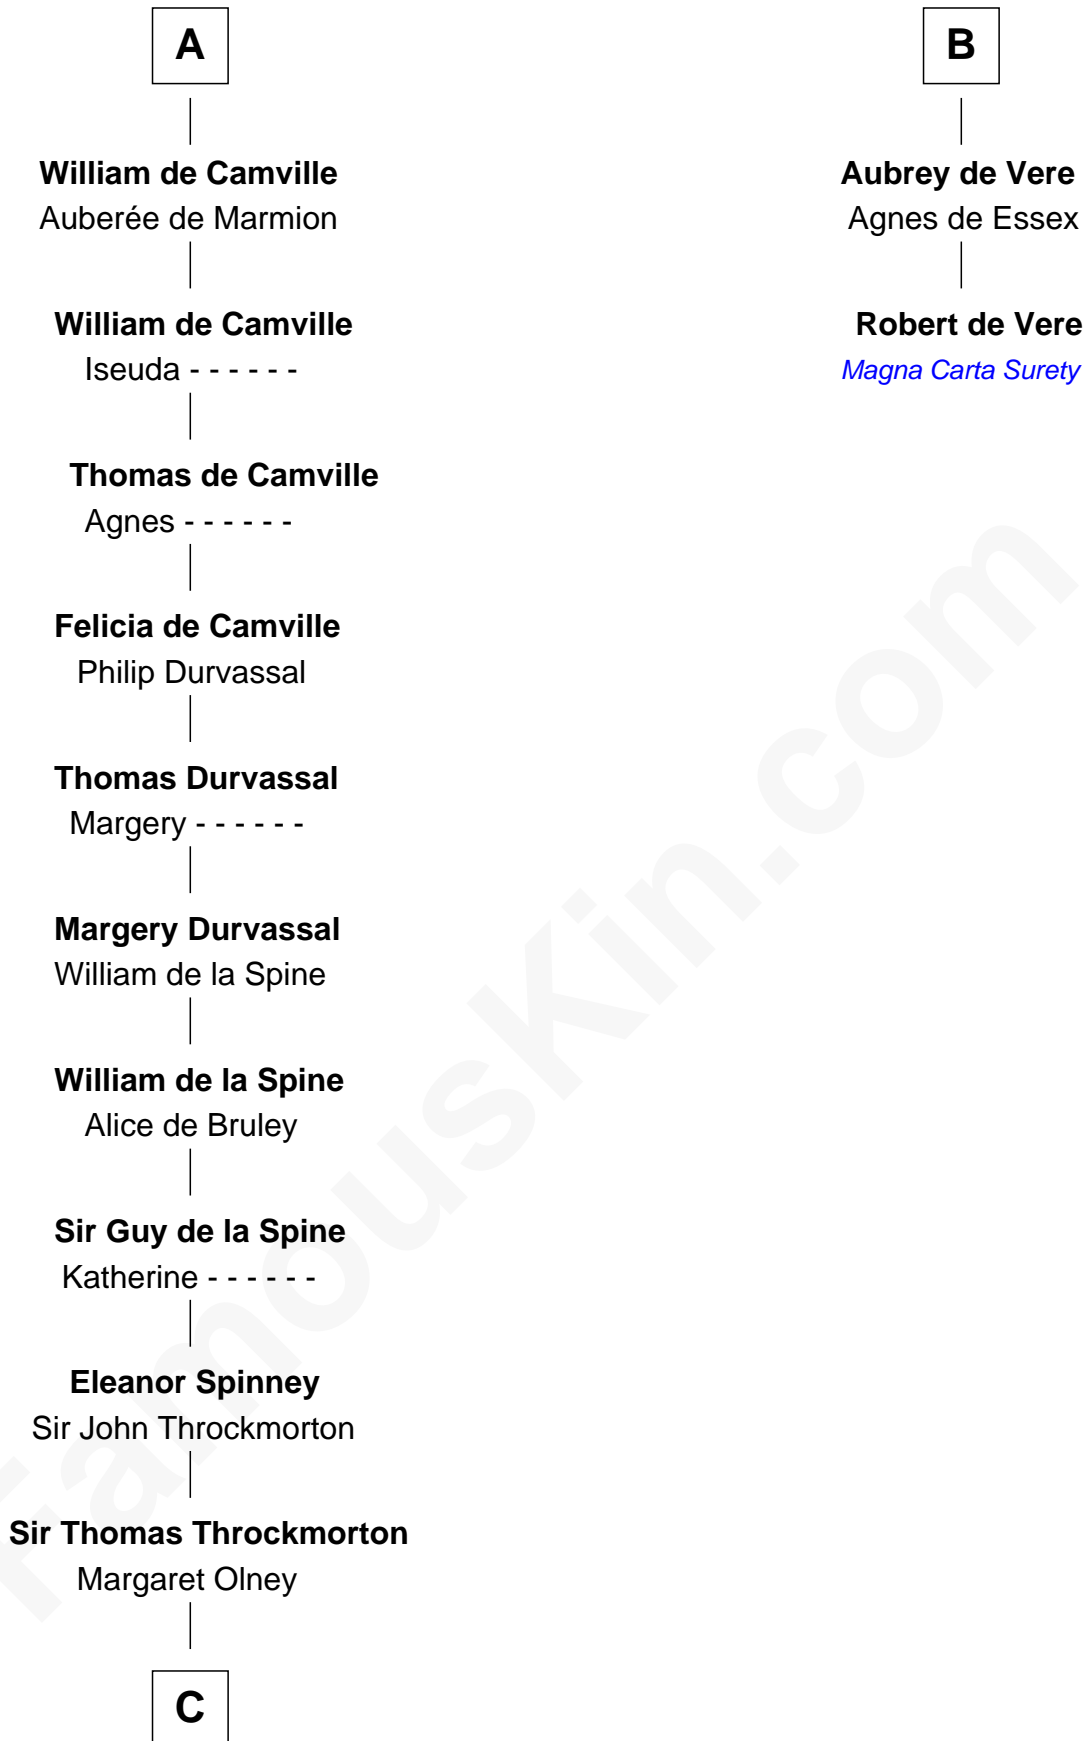 A
William de Camville
Auberée de Marmion
William de Camville
Iseuda - - - - - -
Thomas de Camville
Agnes - - - - - -
Felicia de Camville
Philip Durvassal
Thomas Durvassal
Margery - - - - - -
Margery Durvassal
William de la Spine
William de la Spine
Alice de Bruley
Sir Guy de la Spine
Katherine - - - - - -
Eleanor Spinney
Sir John Throckmorton
Sir Thomas Throckmorton
Margaret Olney
C
B
Aubrey de Vere
Agnes de Essex
Robert de Vere
Magna Carta Surety
FamousKin.com